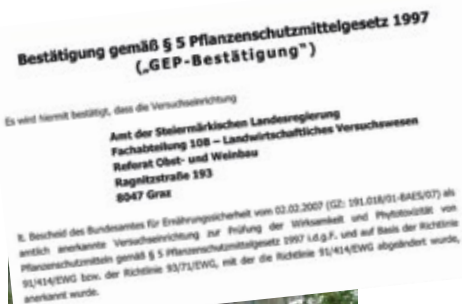 Bestätigung gemäß § 5 Pflanzenschutzmittelgesetz 1997
(„GEP-Bestätigung")
Es wird hiermit bestätigt, dass die Versuchseinrichtung
Amt der Steiermärkischen Landesregierung
Fachabteilung 10B – Landwirtschaftliches Versuchswesen
Referat Obst- und Weinbau
Ragnitzstraße 193
8047 Graz
lt. Bescheid des Bundesamtes für Ernährungssicherheit vom 02.02.2007 (GZ: 191.018/01-BAES/07) als
amtlich anerkannte Versuchseinrichtung zur Prüfung der Wirksamkeit und Phytotoxizität von
Pflanzenschutzmitteln gemäß § 5 Pflanzenschutzmittelgesetz 1997 i.d.g.F. und auf Basis der Richtlinie
91/414/EWG bzw. der Richtlinie 93/71/EWG, mit der die Richtlinie 91/414/EWG abgeändert wurde,
anerkannt wurde.